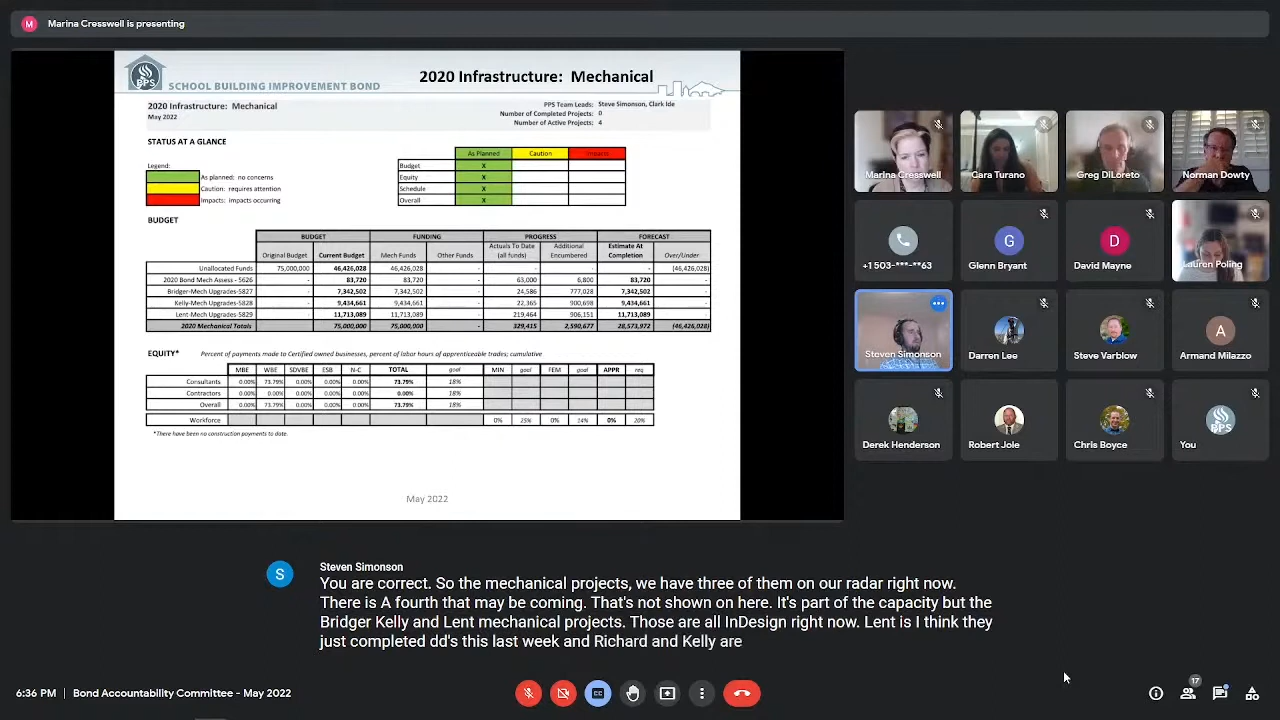 M Marina Cresswell is presenting
PPS
SCHOOL BUILDING IMPROVEMENT BOND
2020 Infrastructure: Mechanical
2020 Infrastructure: Mechanical
May 2022
PPS Team Leads: Steve Simonson, Clark Ide
Number of Completed Projects: 0
Number of Active Projects: 4
STATUS AT A GLANCE
Legend:
As planned: no concerns
Caution: requires attention
Impacts: impacts occurring
As Planned Caution Impacts
Budget X
Equity X
Schedule X
Overall X
BUDGET
BUDGET FUNDING PROGRESS FORECAST
Original Budget Current Budget Mech Funds Other Funds Actuals To Date (all funds) Additional Encumbered Estimate At Completion Over/Under
Unallocated Funds 75,000,000 46,426,028 46,426,028 - - - - (46,426,028)
2020 Bond Mech Assess - 5626 - 83,720 83,720 - 63,000 6,800 83,720 -
Bridger-Mech Upgrades-5827 - 7,342,502 7,342,502 - 24,586 777,028 7,342,502 -
Kelly-Mech Upgrades-5828 - 9,434,661 9,434,661 - 22,365 900,698 9,434,661 -
Lent-Mech Upgrades-5829 - 11,713,089 11,713,089 - 219,464 906,151 11,713,089 -
2020 Mechanical Totals 75,000,000 75,000,000 - 329,415 2,590,677 28,573,972 (46,426,028)
EQUITY* Percent of payments made to Certified owned businesses, percent of labor hours of apprenticeable trades; cumulative
MBE WBE SDVBE ESB N-C TOTAL goal MIN goal FEM goal APPR req
Consultants 0.00% 73.79% 0.00% 0.00% 0.00% 73.79% 18%
Contractors 0.00% 0.00% 0.00% 0.00% 0.00% 0.00% 18%
Overall 0.00% 73.79% 0.00% 0.00% 0.00% 73.79% 18%
Workforce 0% 25% 0% 14% 0% 20%
*There have been no construction payments to date.
May 2022
Marina Cresswell
Cara Turano
Greg DiLoreto
Norman Dowty
+1 503-•••-••63
G
Glenn Bryant
D
David Pronto
Lauren Poling
Steven Simonson
Darren Lee
Steve Effros
A
Armand Milazzo
Derek Henderson
Robert Jole
Chris Boyce
PPS
You
S Steven Simonson
You are correct. So the mechanical projects, we have three of them on our radar right now.
There is A fourth that may be coming. That's not shown on here. It's part of the capacity but the
Bridger Kelly and Lent mechanical projects. Those are all InDesign right now. Lent is I think they
just completed dd's this last week and Richard and Kelly are
6:36 PM | Bond Accountability Committee - May 2022
17